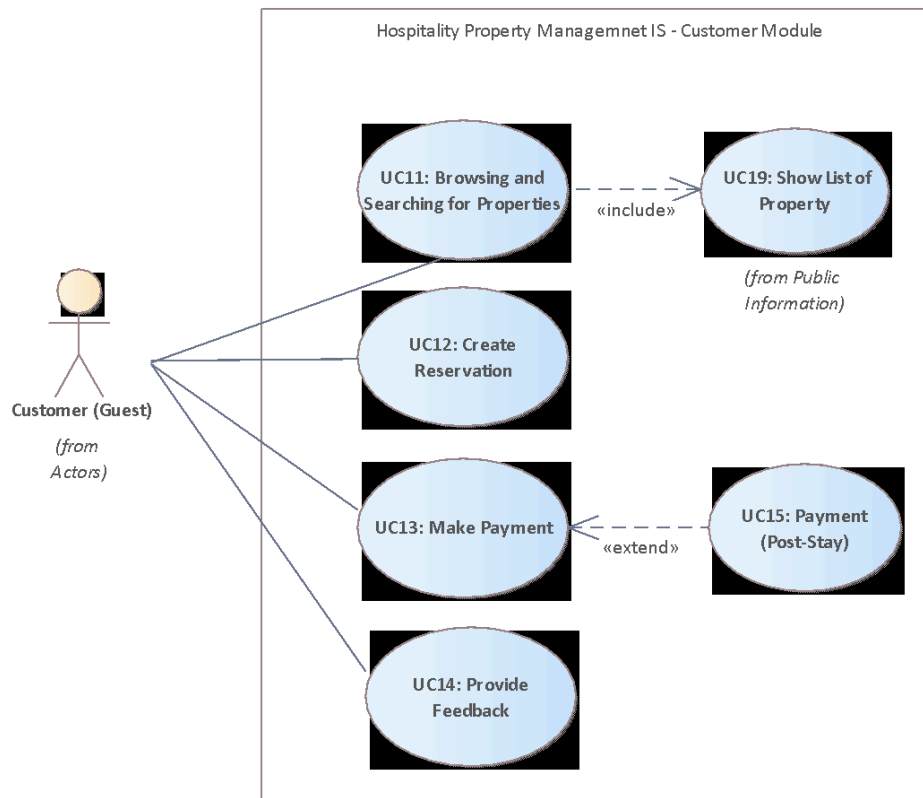 Hospitality Property Managemnet IS - Customer Module
UC11: Browsing and
Searching for Properties
«include»
UC19: Show List of
Property
(from Public
Information)
UC12: Create
Reservation
Customer (Guest)
(from
Actors)
UC13: Make Payment
«extend»
UC15: Payment
(Post-Stay)
UC14: Provide
Feedback